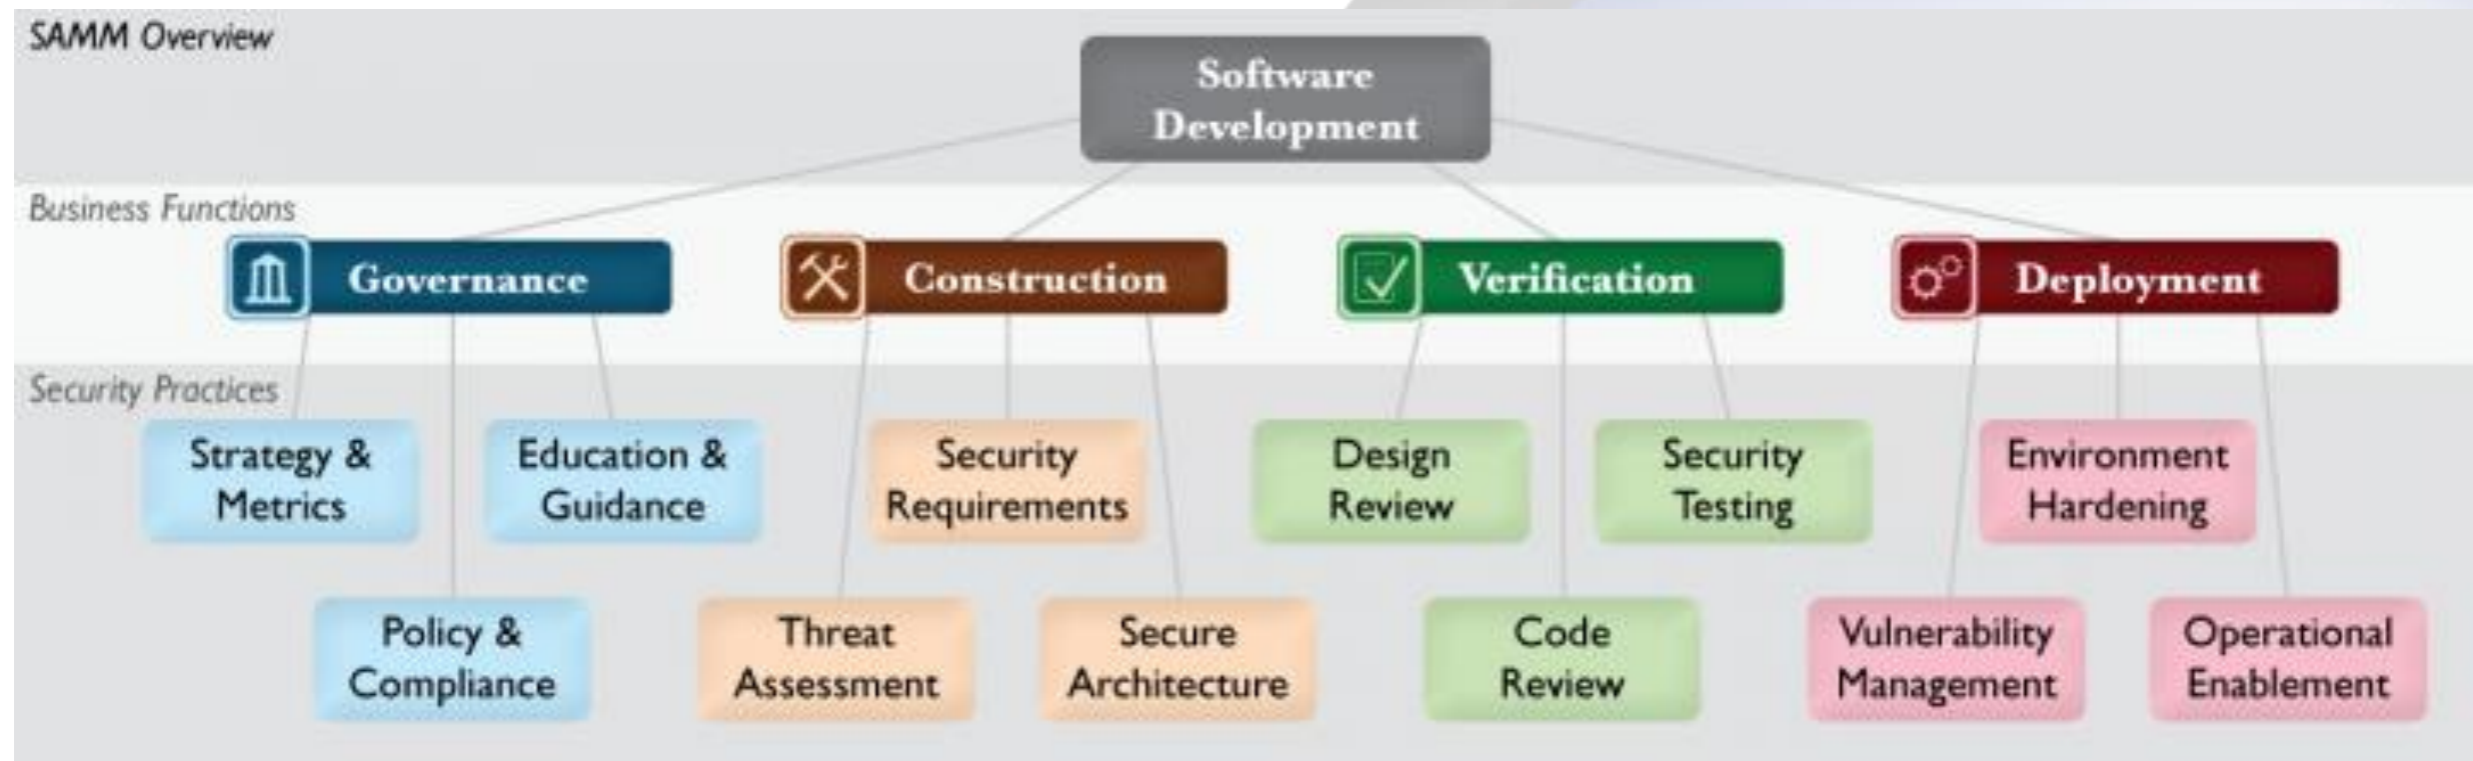 SAMM Overview
Software
Development
Business Functions
Governance
Construction
Verification
Deployment
Security Practices
Strategy &
Metrics
Education &
Guidance
Security
Requirements
Design
Review
Security
Testing
Environment
Hardening
Policy &
Compliance
Threat
Assessment
Secure
Architecture
Code
Review
Vulnerability
Management
Operational
Enablement